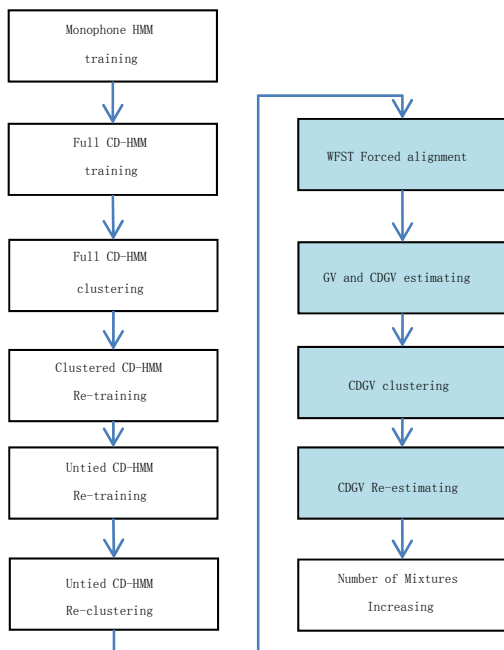 Monophone HMM
training
Full CD-HMM
training
Full CD-HMM
clustering
Clustered CD-HMM
Re-training
Untied CD-HMM
Re-training
Untied CD-HMM
Re-clustering
WFST Forced alignment
GV and CDGV estimating
CDGV clustering
CDGV Re-estimating
Number of Mixtures
Increasing